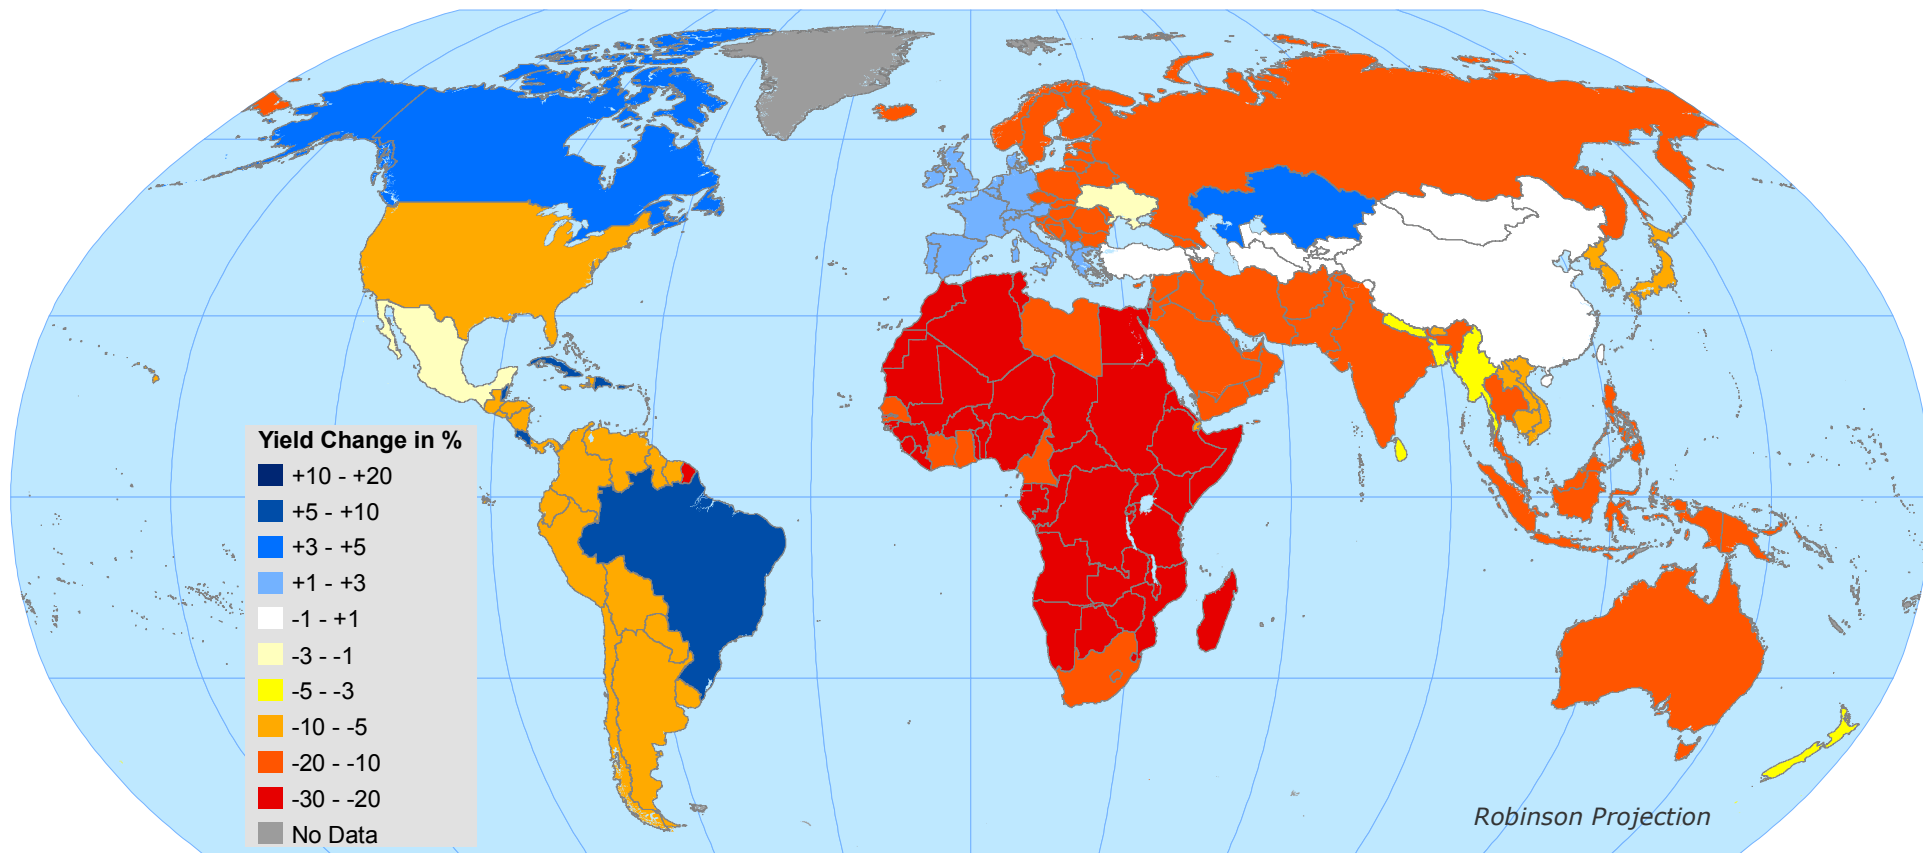 Yield Change in %
+10 - +20
+5 - +10
+3 - +5
+1 - +3
-1 - +1
-3 - -1
-5 - -3
-10 - -5
-20 - -10
-30 - -20
No Data
Robinson Projection